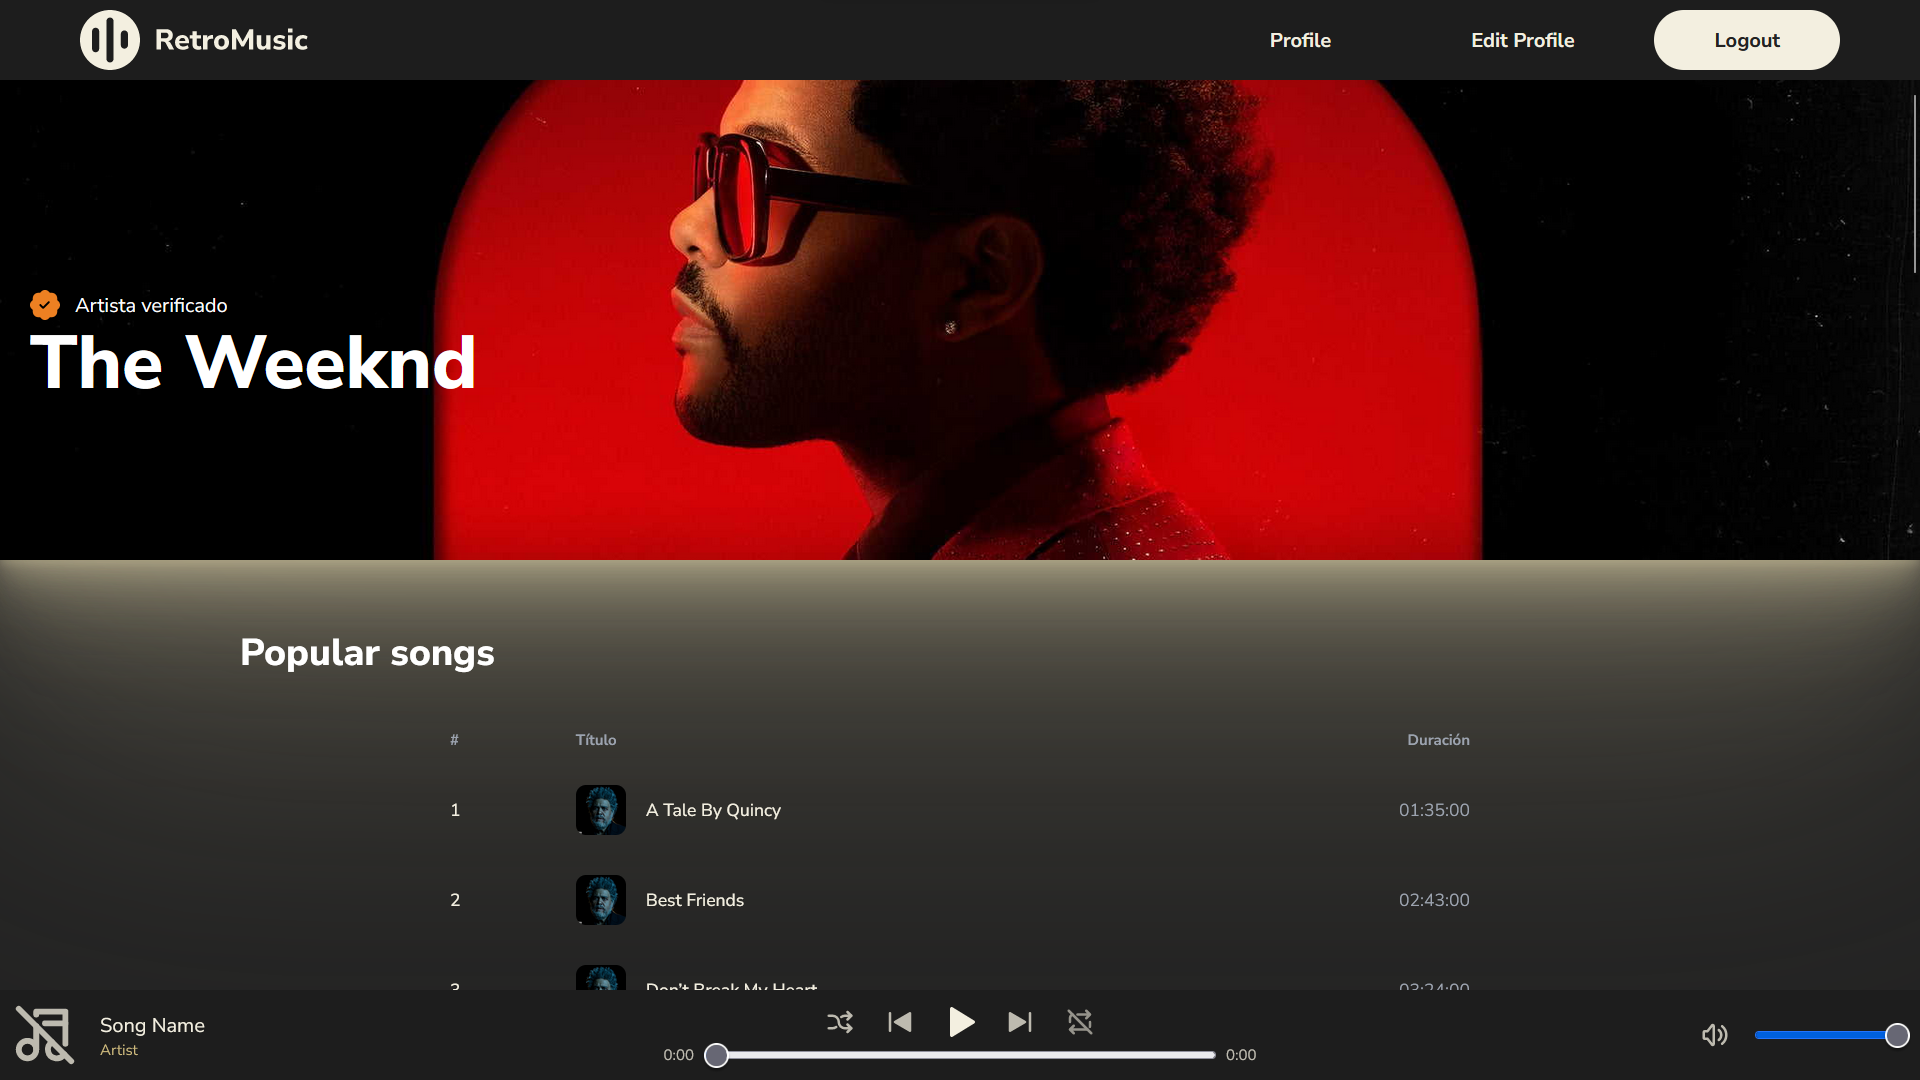 RetroMusic
Profile
Edit Profile
Logout
Artista verificado
The Weeknd
Popular songs
# Título Duración
1 A Tale By Quincy 01:35:00
2 Best Friends 02:43:00
3 Don't Break My Heart 03:24:00
Song Name
Artist
0:00 0:00